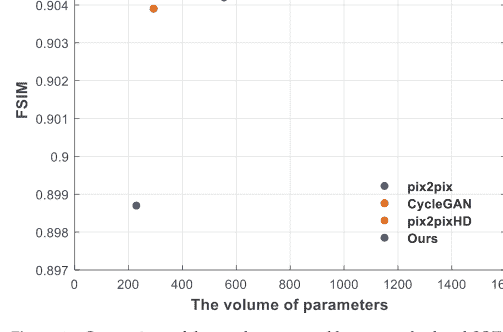 0.904
0.903
0.902
0.901
0.9
0.899
0.898
0.897
FSIM
pix2pix
CycleGAN
pix2pixHD
Ours
0 200 400 600 800 1000 1200 1400
The volume of parameters